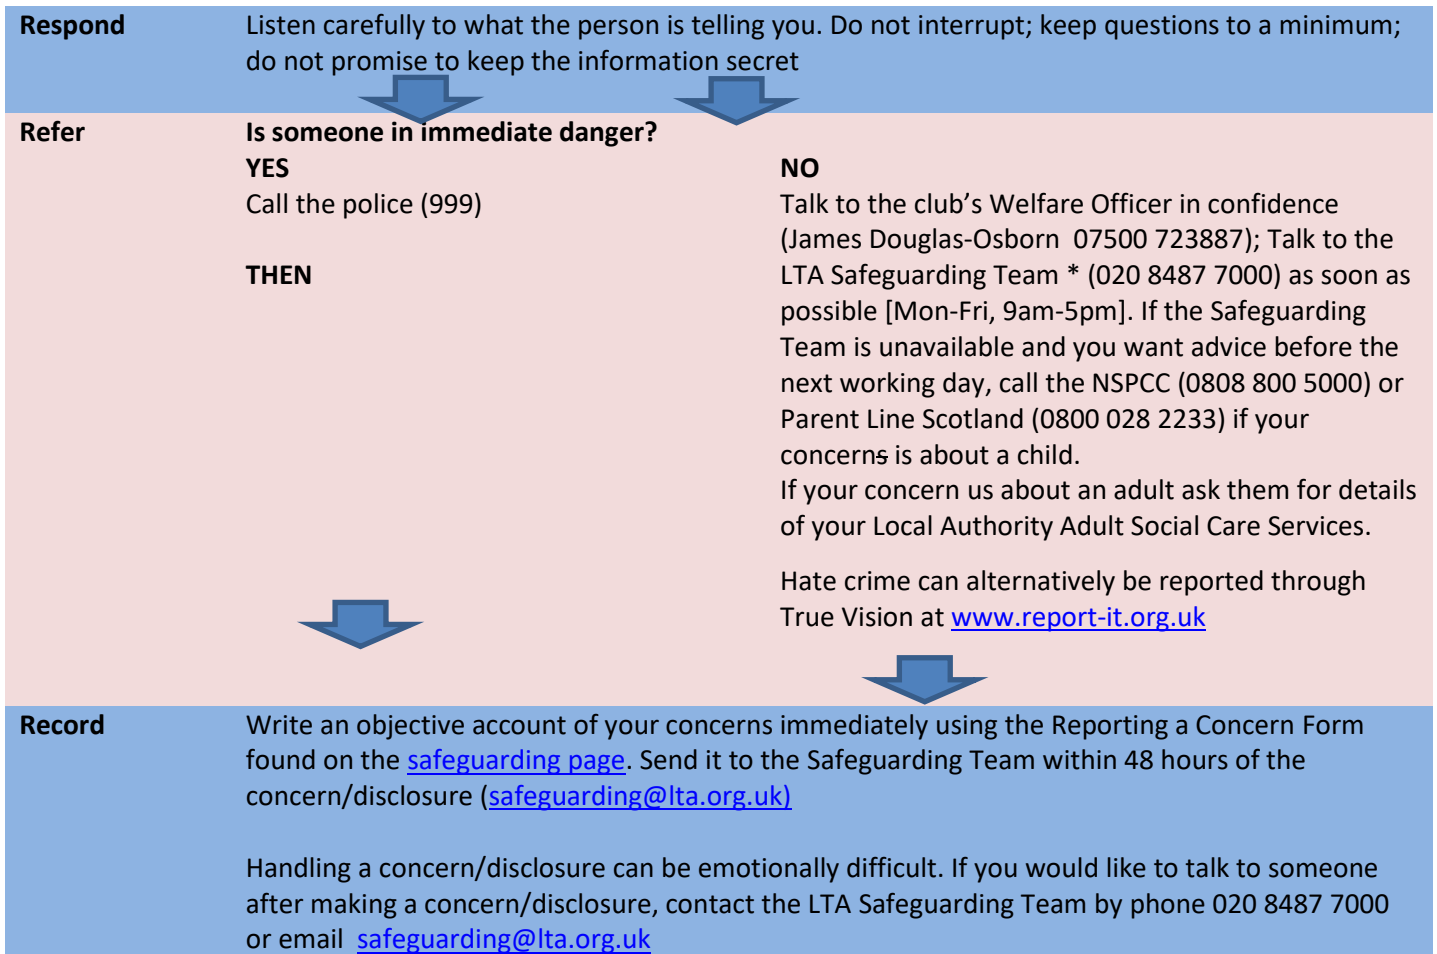 Respond
Listen carefully to what the person is telling you. Do not interrupt; keep questions to a minimum;
do not promise to keep the information secret
Refer
Is someone in immediate danger?
YES
Call the police (999)
THEN
NO
Talk to the club’s Welfare Officer in confidence
(James Douglas-Osborn  07500 723887); Talk to the
LTA Safeguarding Team * (020 8487 7000) as soon as
possible [Mon-Fri, 9am-5pm]. If the Safeguarding
Team is unavailable and you want advice before the
next working day, call the NSPCC (0808 800 5000) or
Parent Line Scotland (0800 028 2233) if your
concerns is about a child.
If your concern us about an adult ask them for details
of your Local Authority Adult Social Care Services.
Hate crime can alternatively be reported through
True Vision at www.report-it.org.uk
Record
Write an objective account of your concerns immediately using the Reporting a Concern Form
found on the safeguarding page. Send it to the Safeguarding Team within 48 hours of the
concern/disclosure (safeguarding@lta.org.uk)
Handling a concern/disclosure can be emotionally difficult. If you would like to talk to someone
after making a concern/disclosure, contact the LTA Safeguarding Team by phone 020 8487 7000
or email  safeguarding@lta.org.uk